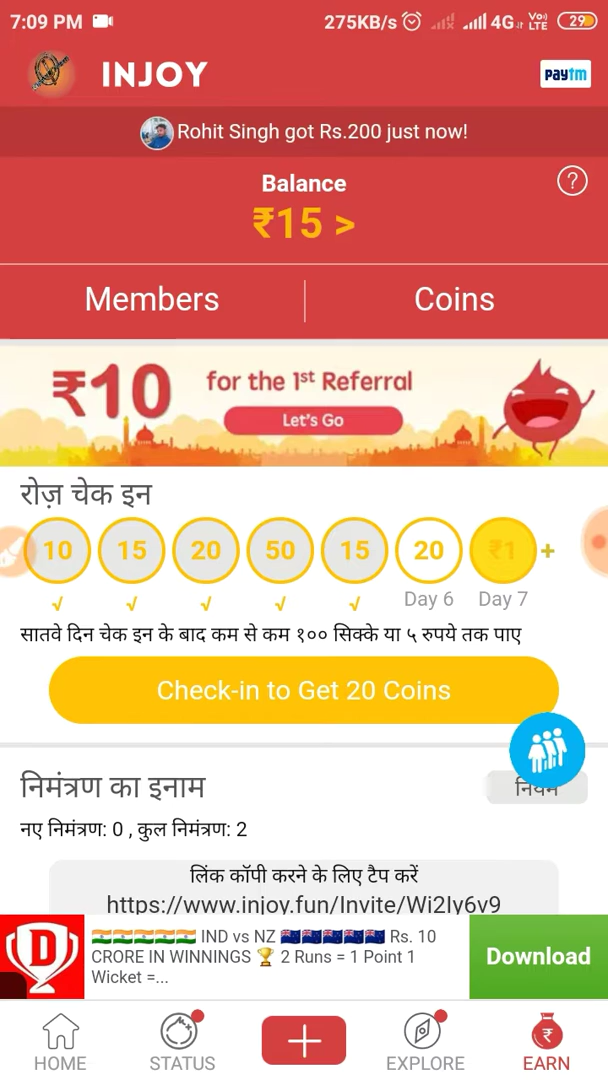 7:09 PM 275KB/s 4G VoLTE 29
INJOY Paytm
Rohit Singh got Rs.200 just now!
Balance ?
₹15 >
Members Coins
₹10 for the 1st Referral
Let's Go
रोज़ चेक इन
10 15 20 50 15 20 ₹1 +
√ √ √ √ √ Day 6 Day 7
सातवे दिन चेक इन के बाद कम से कम १०० सिक्के या ५ रुपये तक पाए
Check-in to Get 20 Coins
निमंत्रण का इनाम नियम
नए निमंत्रण: 0 , कुल निमंत्रण: 2
लिंक कॉपी करने के लिए टैप करें
https://www.injoy.fun/Invite/Wi2Iy6v9
D 🇮🇳🇮🇳🇮🇳🇮🇳🇮🇳 IND vs NZ 🇳🇿🇳🇿🇳🇿🇳🇿🇳🇿 Rs. 10
CRORE IN WINNINGS 🏆 2 Runs = 1 Point 1
Wicket =...
Download
HOME STATUS + EXPLORE EARN